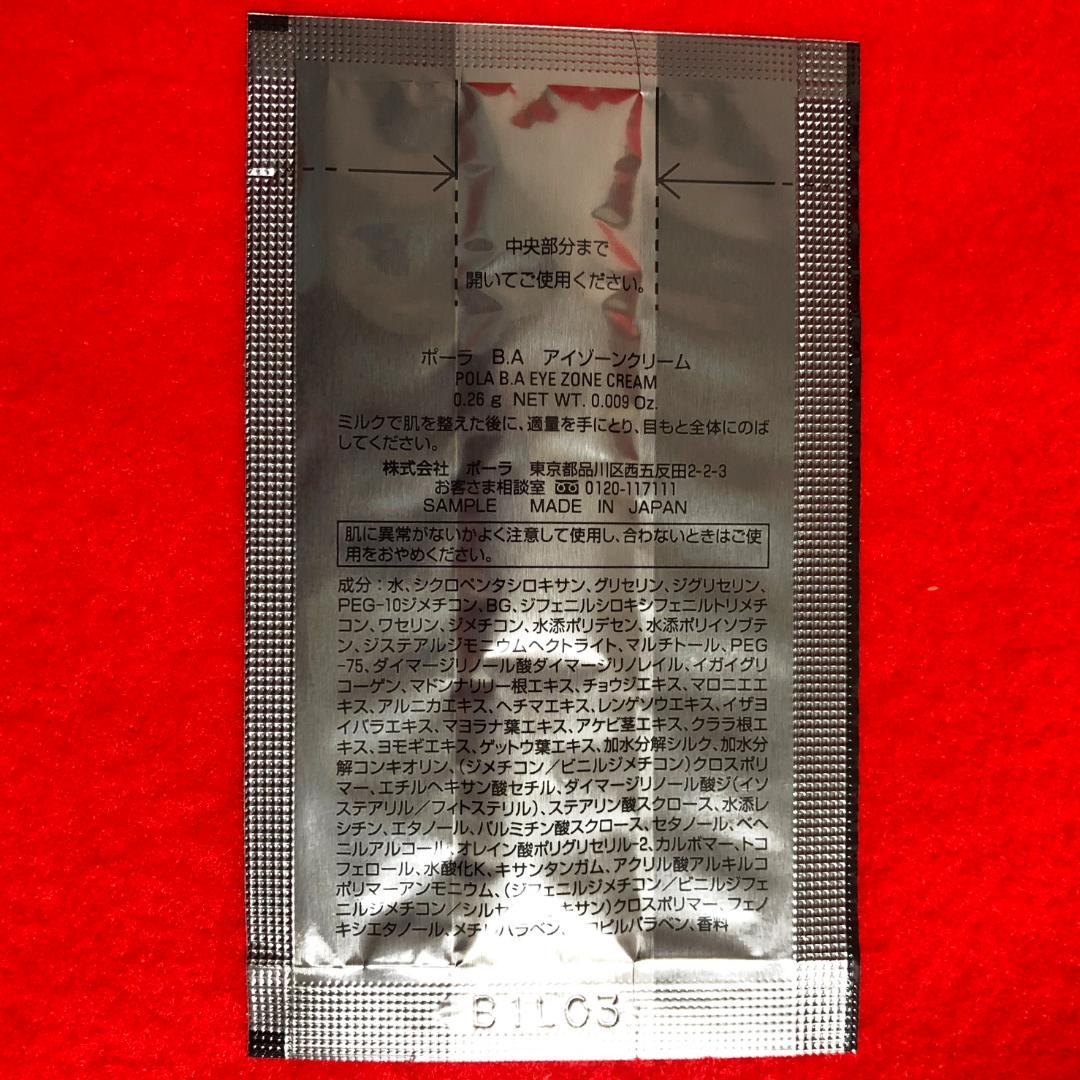 中央部分まで
開いてご使用ください。
ポーラ B.A アイゾーンクリーム
POLA B.A EYE ZONE CREAM
0.26 g NET WT. 0.009 Oz.
ミルクで肌を整えた後に、適量を手にとり、目もと全体にのば
してください。
株式会社 ポーラ 東京都品川区西五反田2-2-3
お客さま相談室 0120-117111
SAMPLE MADE IN JAPAN
肌に異常がないかよく注意して使用し、合わないときはご使
用をおやめください。
成分：水、シクロペンタシロキサン、グリセリン、ジグリセリン、
PEG-10ジメチコン、BG、ジフェニルシロキシフェニルトリメチ
コン、ワセリン、ジメチコン、水添ポリデセン、水添ポリイソブテ
ン、ジステアルジモニウムヘクトライト、マルチトール、PEG
-75、ダイマージリノール酸ダイマージリノレイル、イガイグリ
コーゲン、マドンナリリー根エキス、チョウジエキス、マロニエエ
キス、アルニカエキス、ヘチマエキス、レンゲソウエキス、イザヨ
イバラエキス、マヨラナ葉エキス、アケビ茎エキス、クララ根エ
キス、ヨモギエキス、ゲットウ葉エキス、加水分解シルク、加水分
解コンキオリン、（ジメチコン／ビニルジメチコン）クロスポリ
マー、エチルヘキサン酸セチル、ダイマージリノール酸ジ（イソ
ステアリル／フィトステリル）、ステアリン酸スクロース、水添レ
シチン、エタノール、パルミチン酸スクロース、セタノール、ベヘ
ニルアルコール、オレイン酸ポリグリセリル-2、カルボマー、トコ
フェロール、水酸化K、キサンタンガム、アクリル酸アルキルコ
ポリマーアンモニウム、（ジフェニルジメチコン／ビニルジフェ
ニルジメチコン／シルセ キサン）クロスポリマー、フェノ
キシエタノール、メチルパラベン、 ロピルパラベン、香料
B1LC3